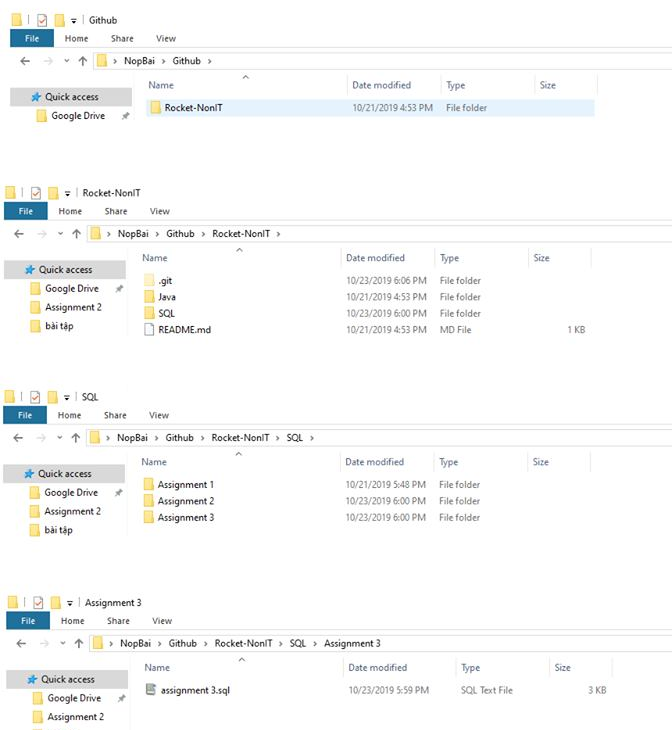 Github
File Home Share View
NopBai › Github ›
Name Date modified Type Size
Quick access
Google Drive
Rocket-NonIT 10/21/2019 4:53 PM File folder
Rocket-NonIT
File Home Share View
NopBai › Github › Rocket-NonIT ›
Name Date modified Type Size
Quick access
Google Drive
Assignment 2
bài tập
.git 10/23/2019 6:06 PM File folder
Java 10/21/2019 4:53 PM File folder
SQL 10/23/2019 6:00 PM File folder
README.md 10/21/2019 4:53 PM MD File 1 KB
SQL
File Home Share View
NopBai › Github › Rocket-NonIT › SQL ›
Name Date modified Type Size
Quick access
Google Drive
Assignment 2
bài tập
Assignment 1 10/21/2019 5:48 PM File folder
Assignment 2 10/23/2019 6:00 PM File folder
Assignment 3 10/23/2019 6:00 PM File folder
Assignment 3
File Home Share View
NopBai › Github › Rocket-NonIT › SQL › Assignment 3
Name Date modified Type Size
Quick access
Google Drive
Assignment 2
assignment 3.sql 10/23/2019 5:59 PM SQL Text File 3 KB